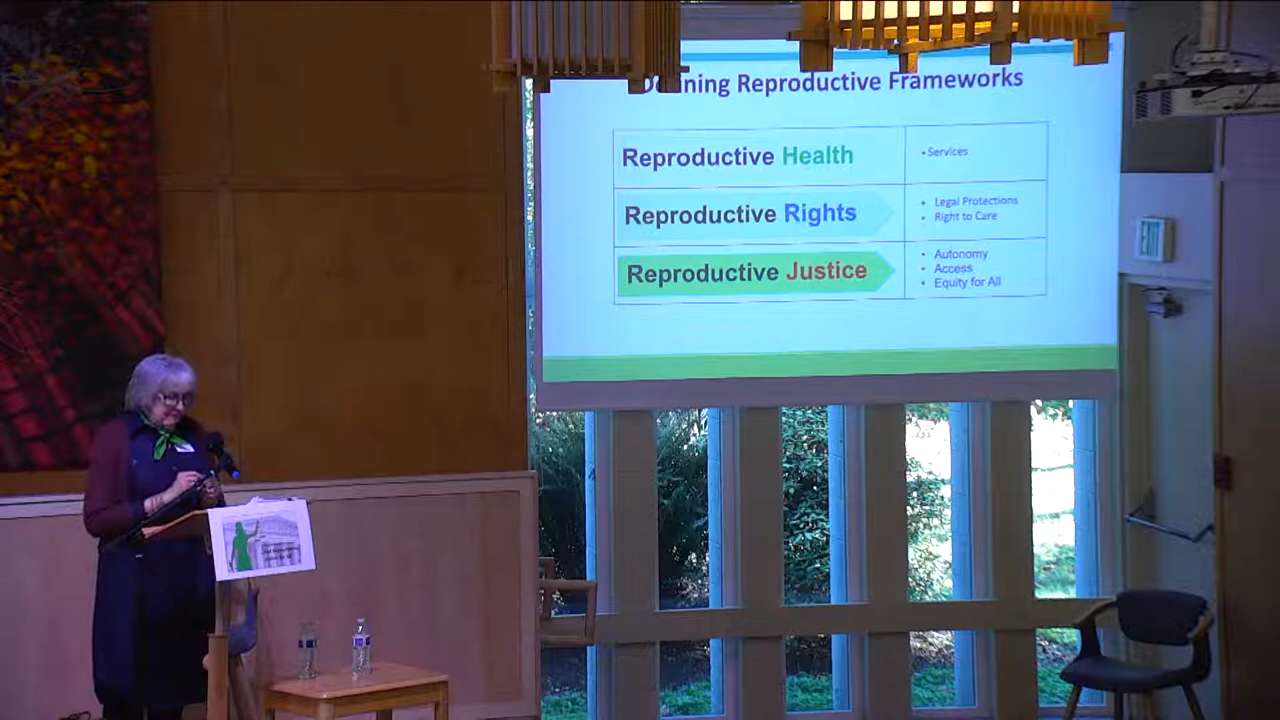 Defining Reproductive Frameworks
Reproductive Health
• Services
Reproductive Rights
• Legal Protections
• Right to Care
Reproductive Justice
• Autonomy
• Access
• Equity for All